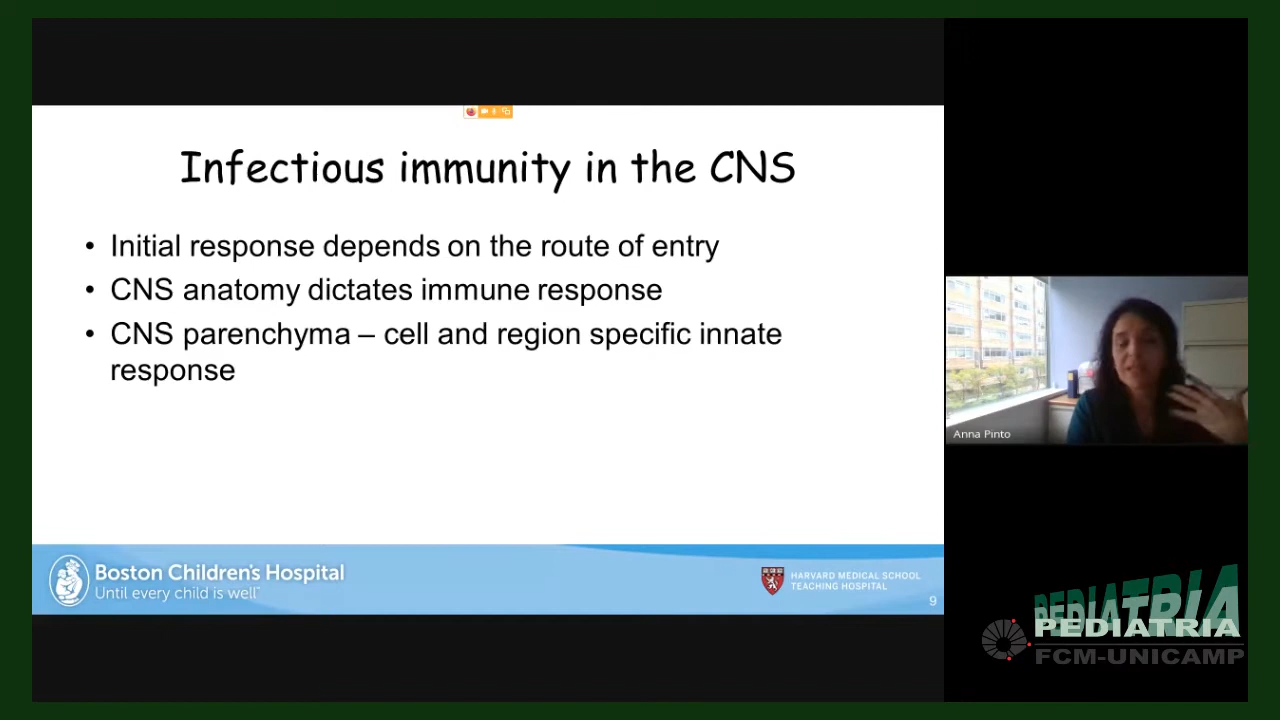 Infectious immunity in the CNS
• Initial response depends on the route of entry
• CNS anatomy dictates immune response
• CNS parenchyma – cell and region specific innate
response
Anna Pinto
Boston Children's Hospital
Until every child is well™
HARVARD MEDICAL SCHOOL
TEACHING HOSPITAL
9
PEDIATRIA
PEDIATRIA
FCM-UNICAMP